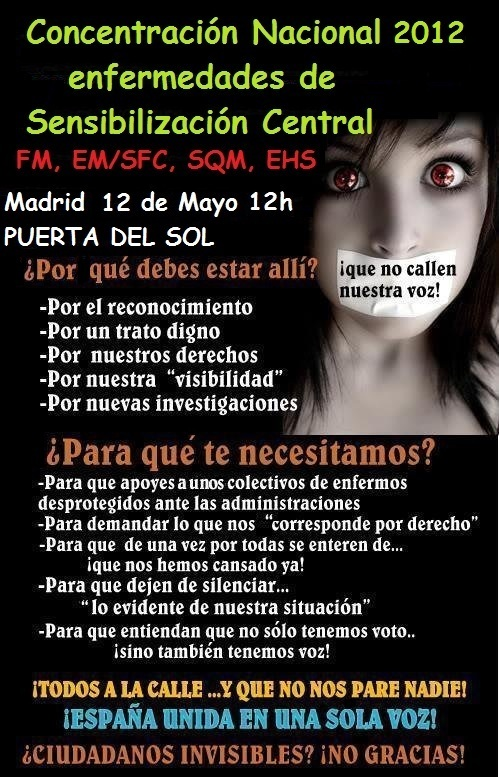 Concentración Nacional 2012
enfermedades de
Sensibilización Central
FM, EM/SFC, SQM, EHS
Madrid 12 de Mayo 12h
PUERTA DEL SOL
¿Por qué debes estar allí?
¡que no callen
nuestra voz!
-Por el reconocimiento
-Por un trato digno
-Por nuestros derechos
-Por nuestra "visibilidad"
-Por nuevas investigaciones
¿Para qué te necesitamos?
-Para que apoyes a unos colectivos de enfermos
desprotegidos ante las administraciones
-Para demandar lo que nos "corresponde por derecho"
-Para que de una vez por todas se enteren de...
¡que nos hemos cansado ya!
-Para que dejen de silenciar...
"lo evidente de nuestra situación"
-Para que entiendan que no sólo tenemos voto..
¡sino también tenemos voz!
¡TODOS A LA CALLE ...Y QUE NO NOS PARE NADIE!
¡ESPAÑA UNIDA EN UNA SOLA VOZ!
¿CIUDADANOS INVISIBLES? ¡NO GRACIAS!